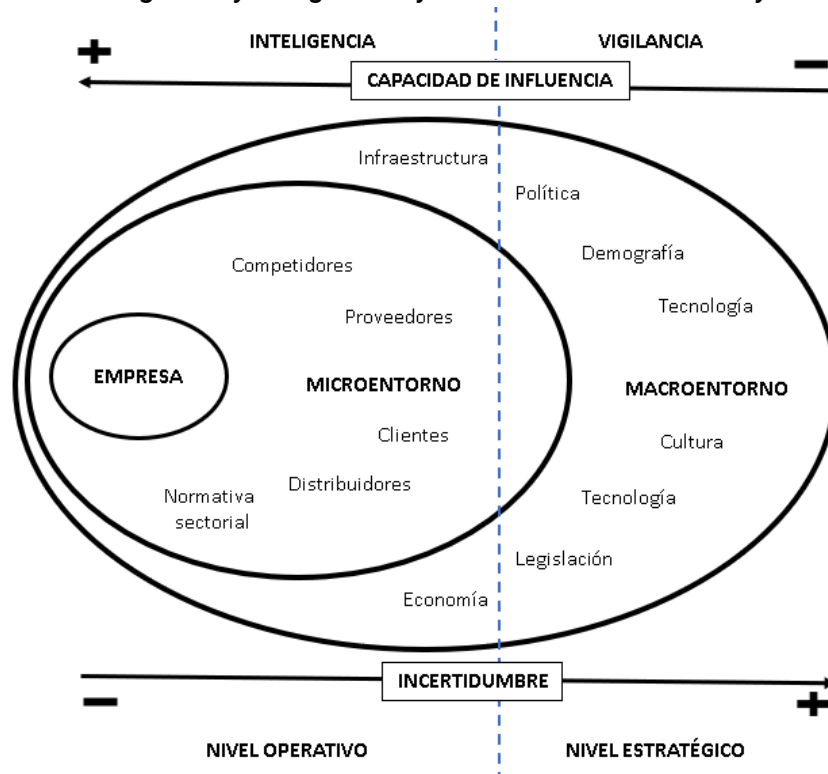 INTELIGENCIA
VIGILANCIA
+
−
CAPACIDAD DE INFLUENCIA
Infraestructura
Política
Demografía
Competidores
Tecnología
Proveedores
EMPRESA
MICROENTORNO
MACROENTORNO
Clientes
Cultura
Distribuidores
Normativa
sectorial
Tecnología
Legislación
Economía
INCERTIDUMBRE
−
+
NIVEL OPERATIVO
NIVEL ESTRATÉGICO